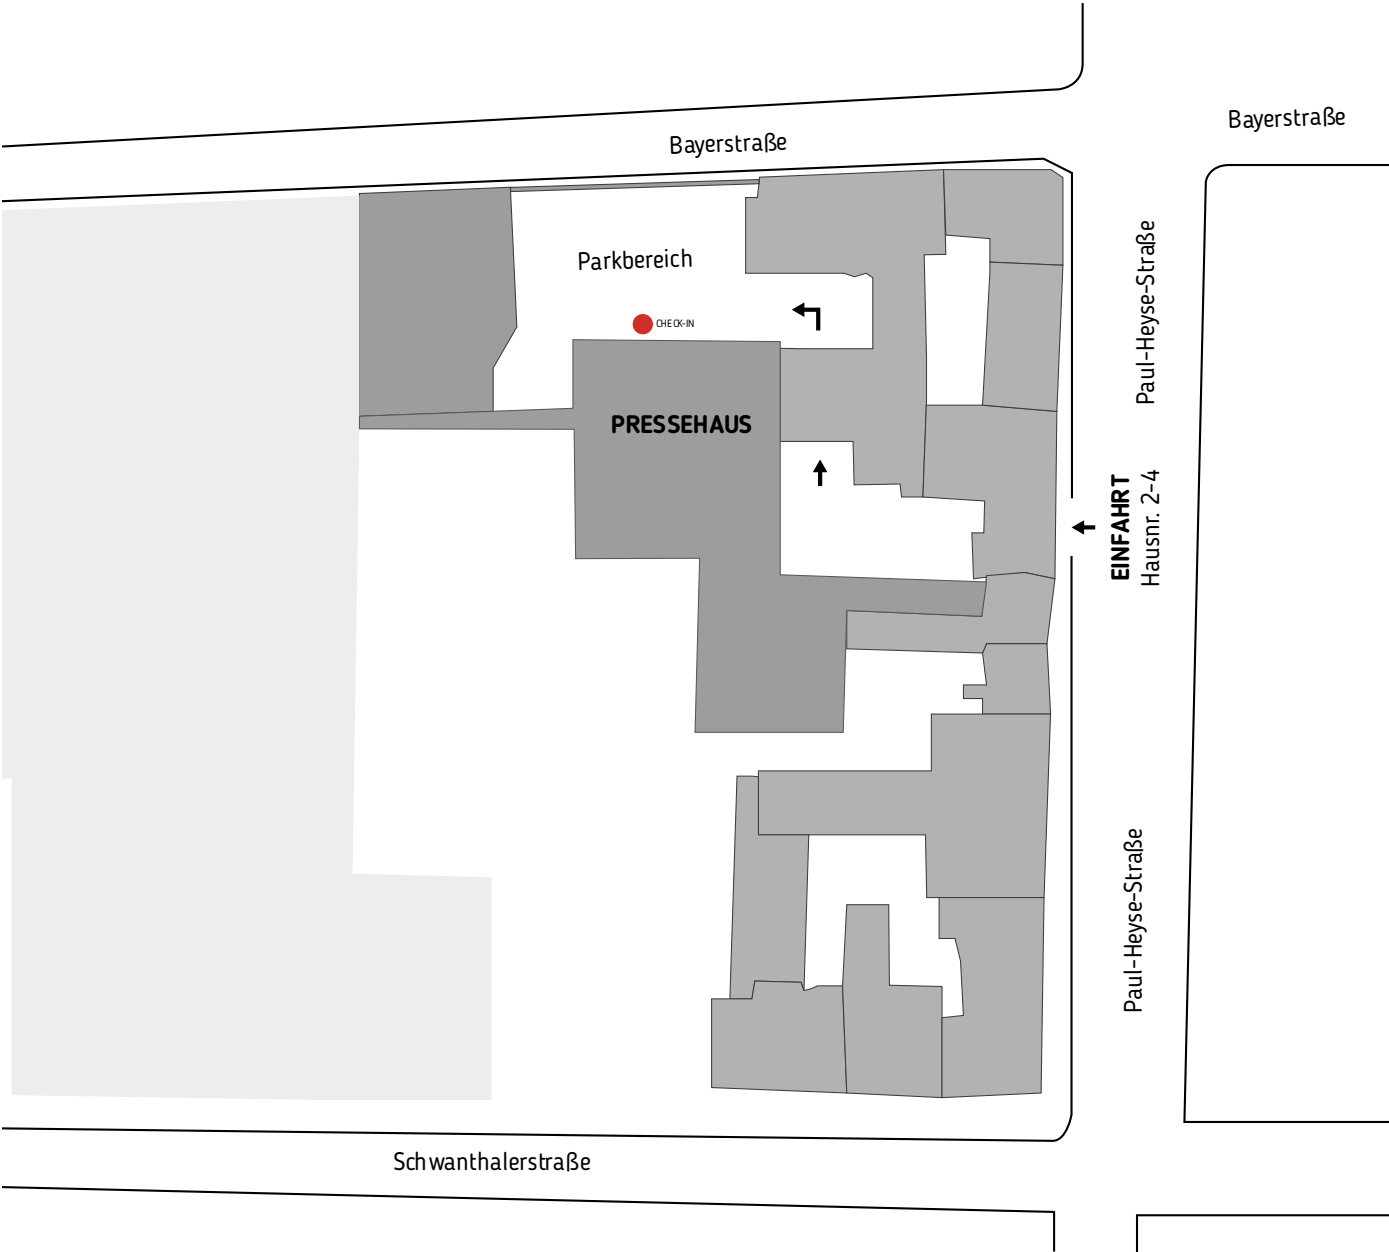 Bayerstraße
Bayerstraße
Parkbereich
CHECK-IN
PRESSEHAUS
Paul-Heyse-Straße
EINFAHRT
Hausnr. 2-4
Paul-Heyse-Straße
Schwanthalerstraße